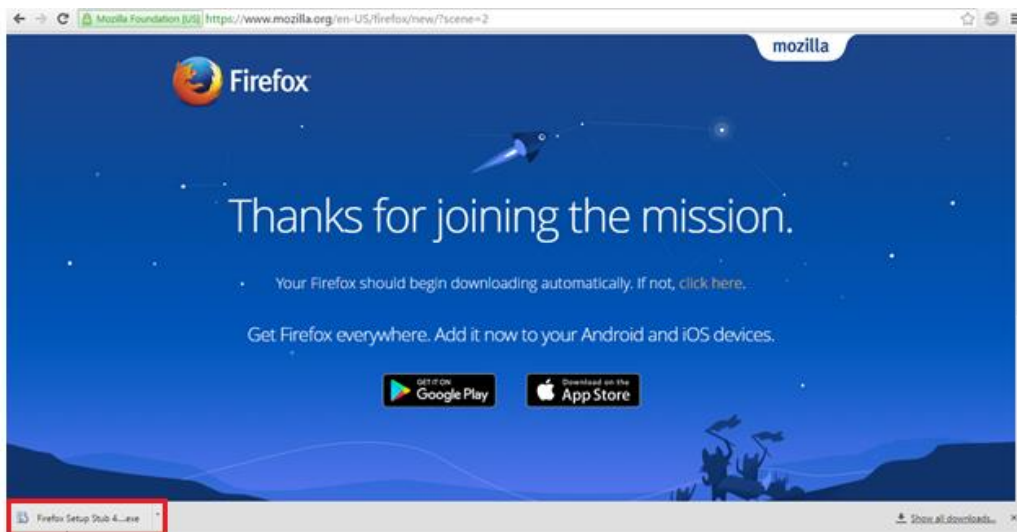 Mozilla Foundation [US] https://www.mozilla.org/en-US/firefox/new/?scene=2
mozilla
Firefox
Thanks for joining the mission.
Your Firefox should begin downloading automatically. If not, click here.
Get Firefox everywhere. Add it now to your Android and iOS devices.
GET IT ON
Google Play
Download on the
App Store
Firefox Setup Stub 4....exe
Show all downloads...